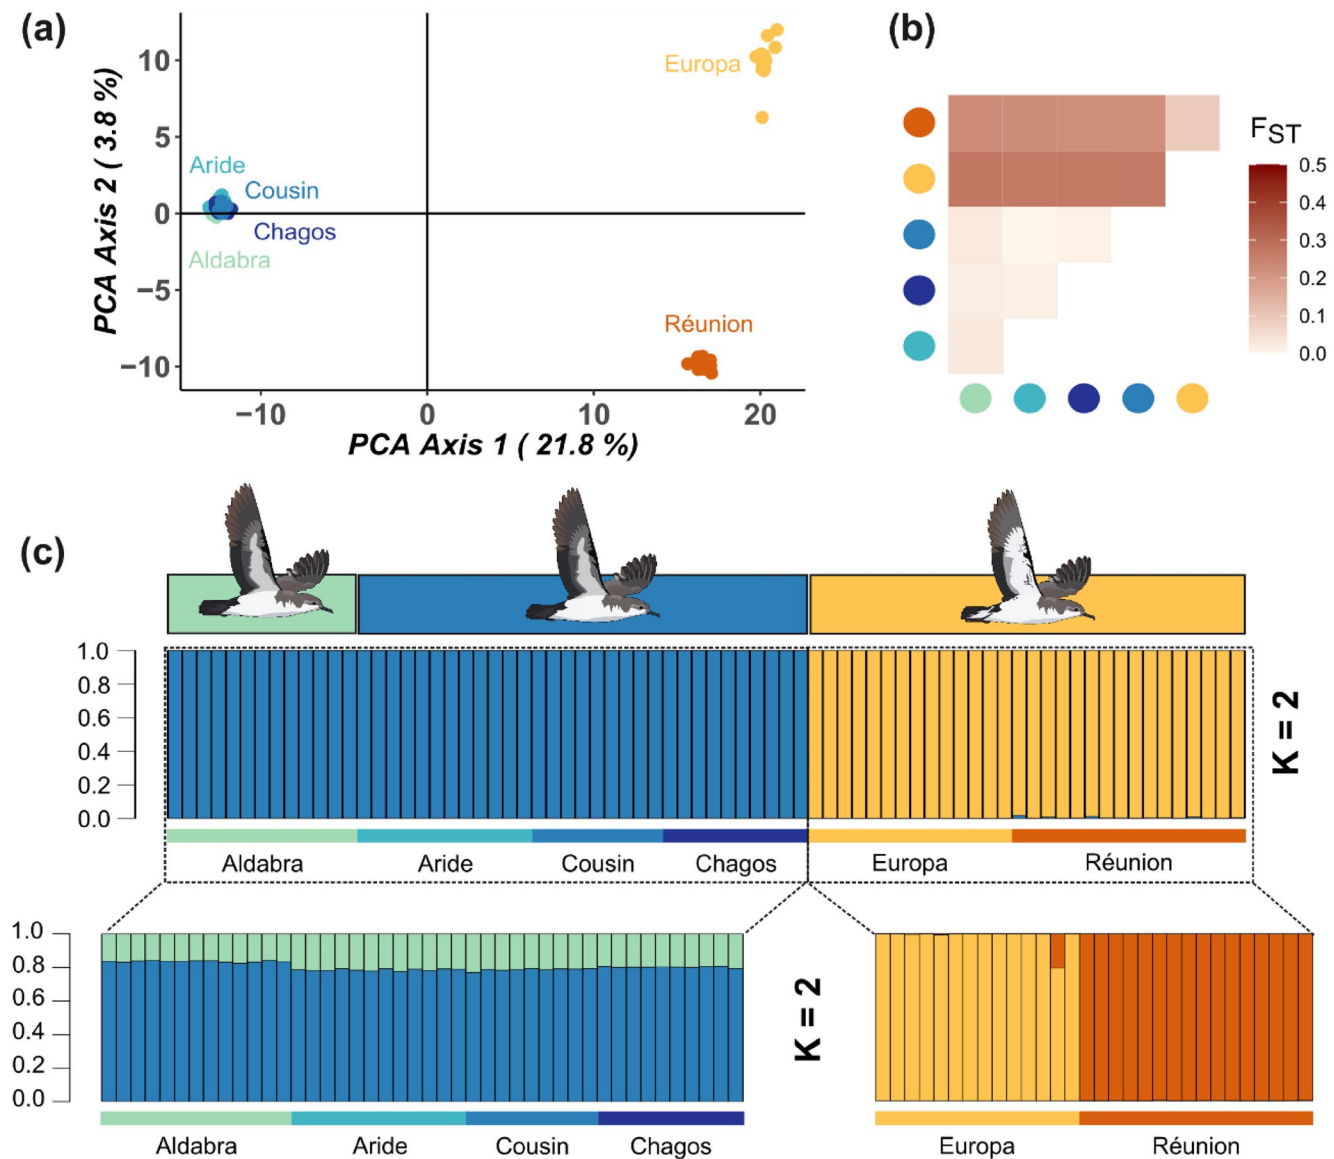 (a)
PCA Axis 2 ( 3.8 %)
10
5
0
−5
−10
Europa
Aride
Cousin
Chagos
Aldabra
Réunion
−10
0
10
20
PCA Axis 1 ( 21.8 %)
(b)
FST
0.5
0.4
0.3
0.2
0.1
0.0
(c)
1.0
0.8
0.6
0.4
0.2
0.0
K = 2
Aldabra
Aride
Cousin
Chagos
Europa
Réunion
1.0
0.8
0.6
0.4
0.2
0.0
K = 2
Aldabra
Aride
Cousin
Chagos
Europa
Réunion